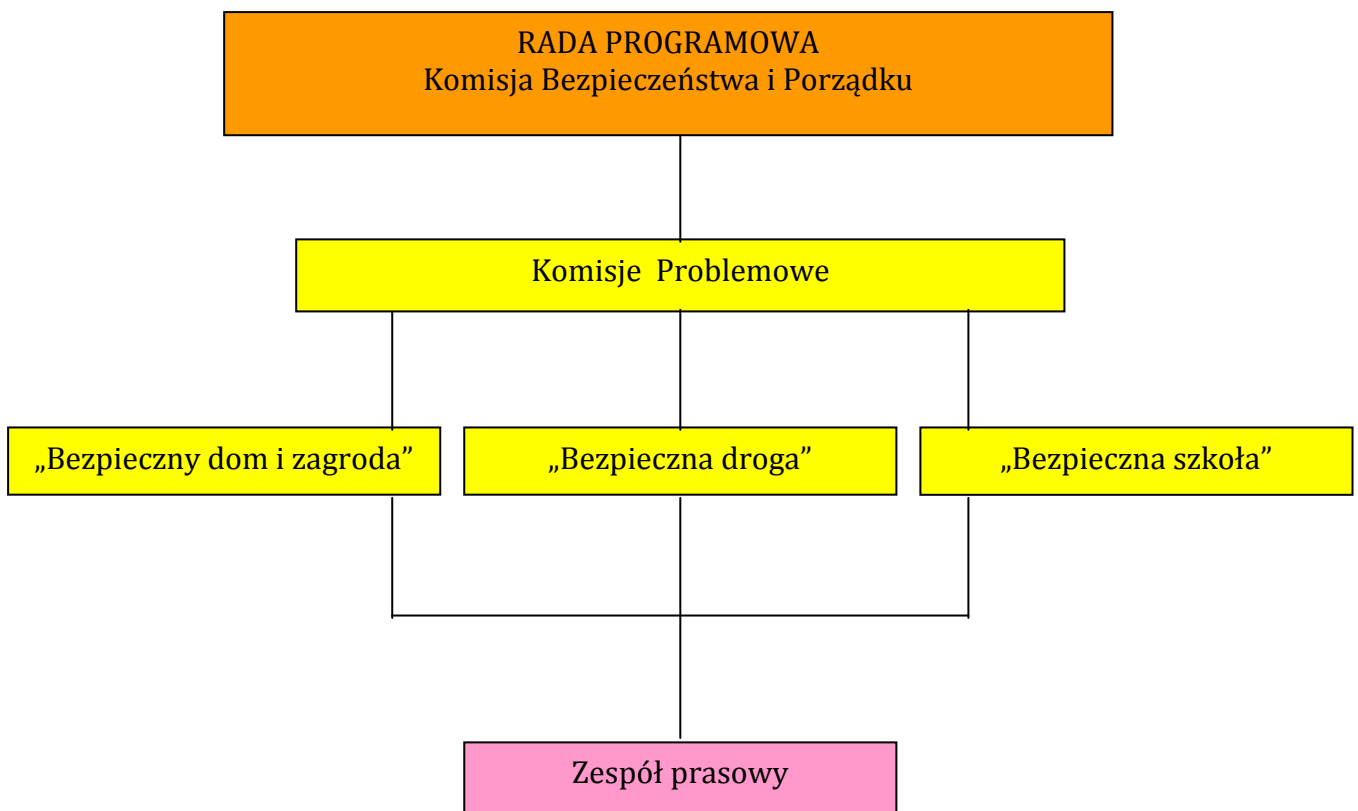 RADA PROGRAMOWA
Komisja Bezpieczeństwa i Porządku
Komisje Problemowe
„Bezpieczny dom i zagroda”
„Bezpieczna droga”
„Bezpieczna szkoła”
Zespół prasowy